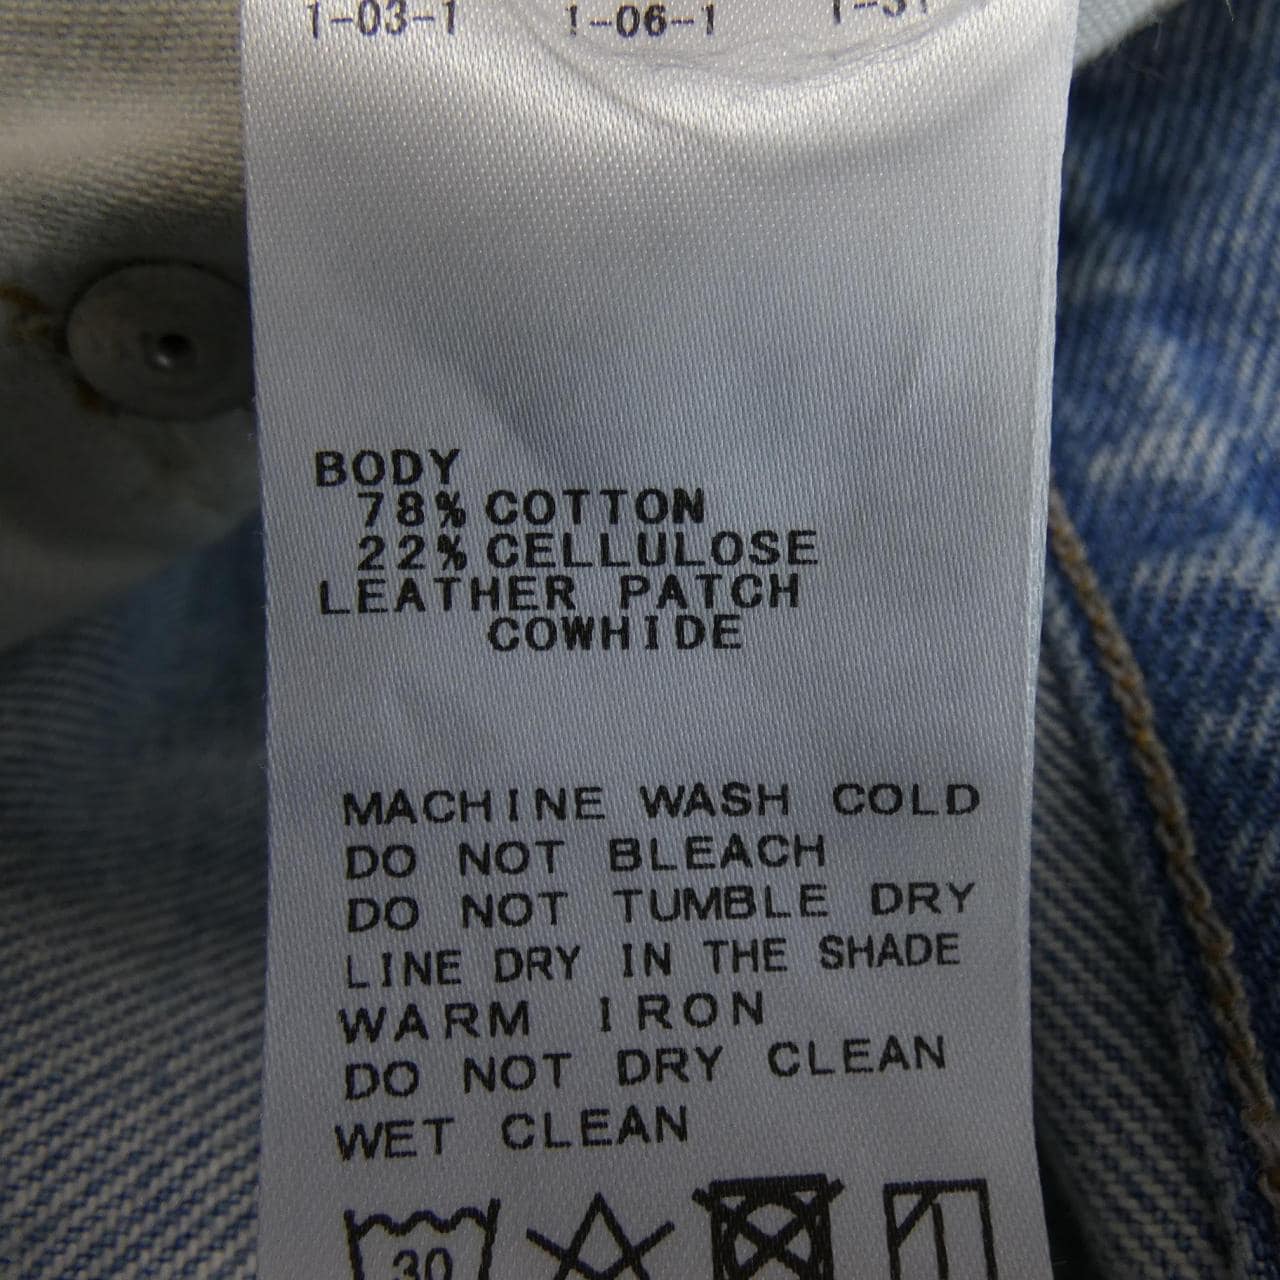 1-03-1 1-06-1 1-31
BODY
78% COTTON
22% CELLULOSE
LEATHER PATCH
COWHIDE
MACHINE WASH COLD
DO NOT BLEACH
DO NOT TUMBLE DRY
LINE DRY IN THE SHADE
WARM IRON
DO NOT DRY CLEAN
WET CLEAN
30